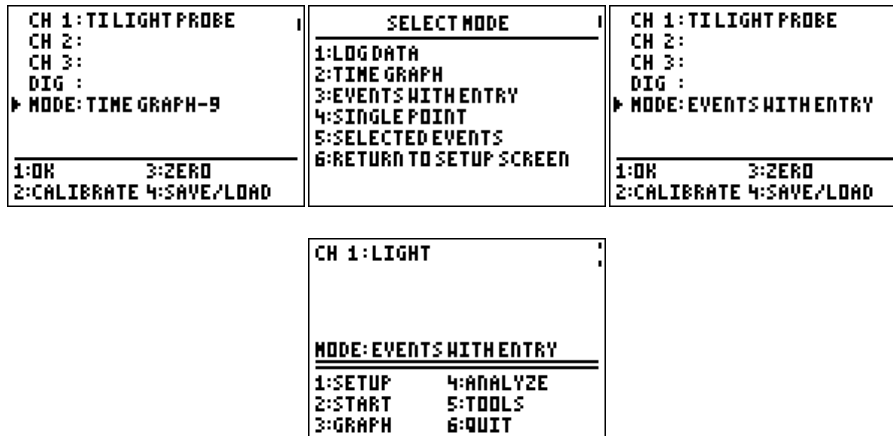 CH 1:TI LIGHT PROBE
CH 2:
CH 3:
DIG :
MODE:TIME GRAPH-9
1:OK 3:ZERO
2:CALIBRATE 4:SAVE/LOAD
SELECT MODE
1:LOG DATA
2:TIME GRAPH
3:EVENTS WITH ENTRY
4:SINGLE POINT
5:SELECTED EVENTS
6:RETURN TO SETUP SCREEN
CH 1:TI LIGHT PROBE
CH 2:
CH 3:
DIG :
MODE:EVENTS WITH ENTRY
1:OK 3:ZERO
2:CALIBRATE 4:SAVE/LOAD
CH 1:LIGHT
MODE:EVENTS WITH ENTRY
1:SETUP 4:ANALYZE
2:START 5:TOOLS
3:GRAPH 6:QUIT